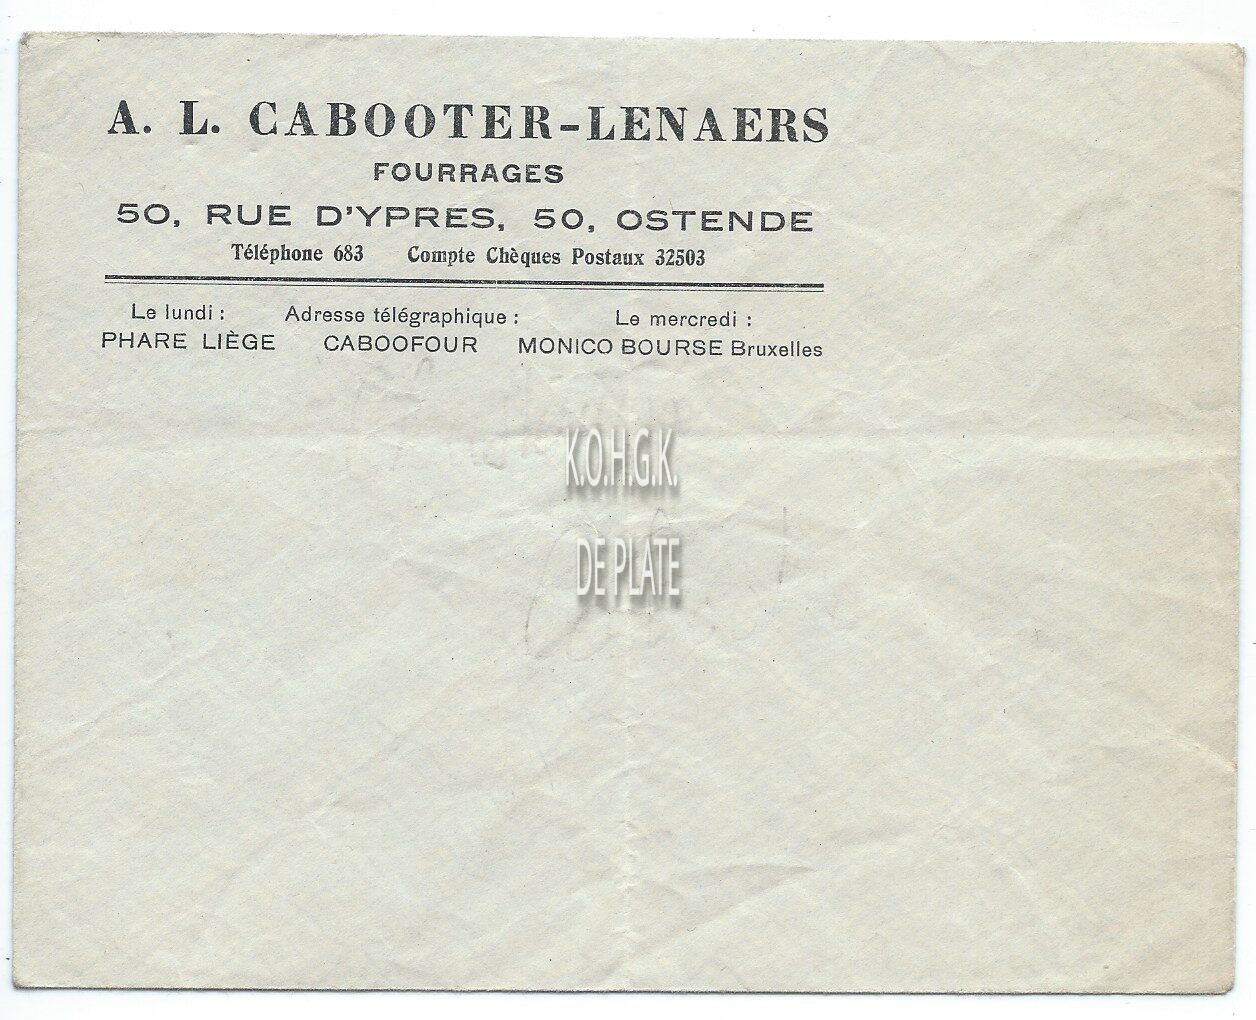 A. L. CABOOTER-LENAERS
FOURRAGES
50, RUE D'YPRES, 50, OSTENDE
Téléphone 683 Compte Chèques Postaux 32503
Le lundi : Adresse télégraphique : Le mercredi :
PHARE LIÈGE CABOOFOUR MONICO BOURSE Bruxelles
K.O.H.G.K.
DE PLATE